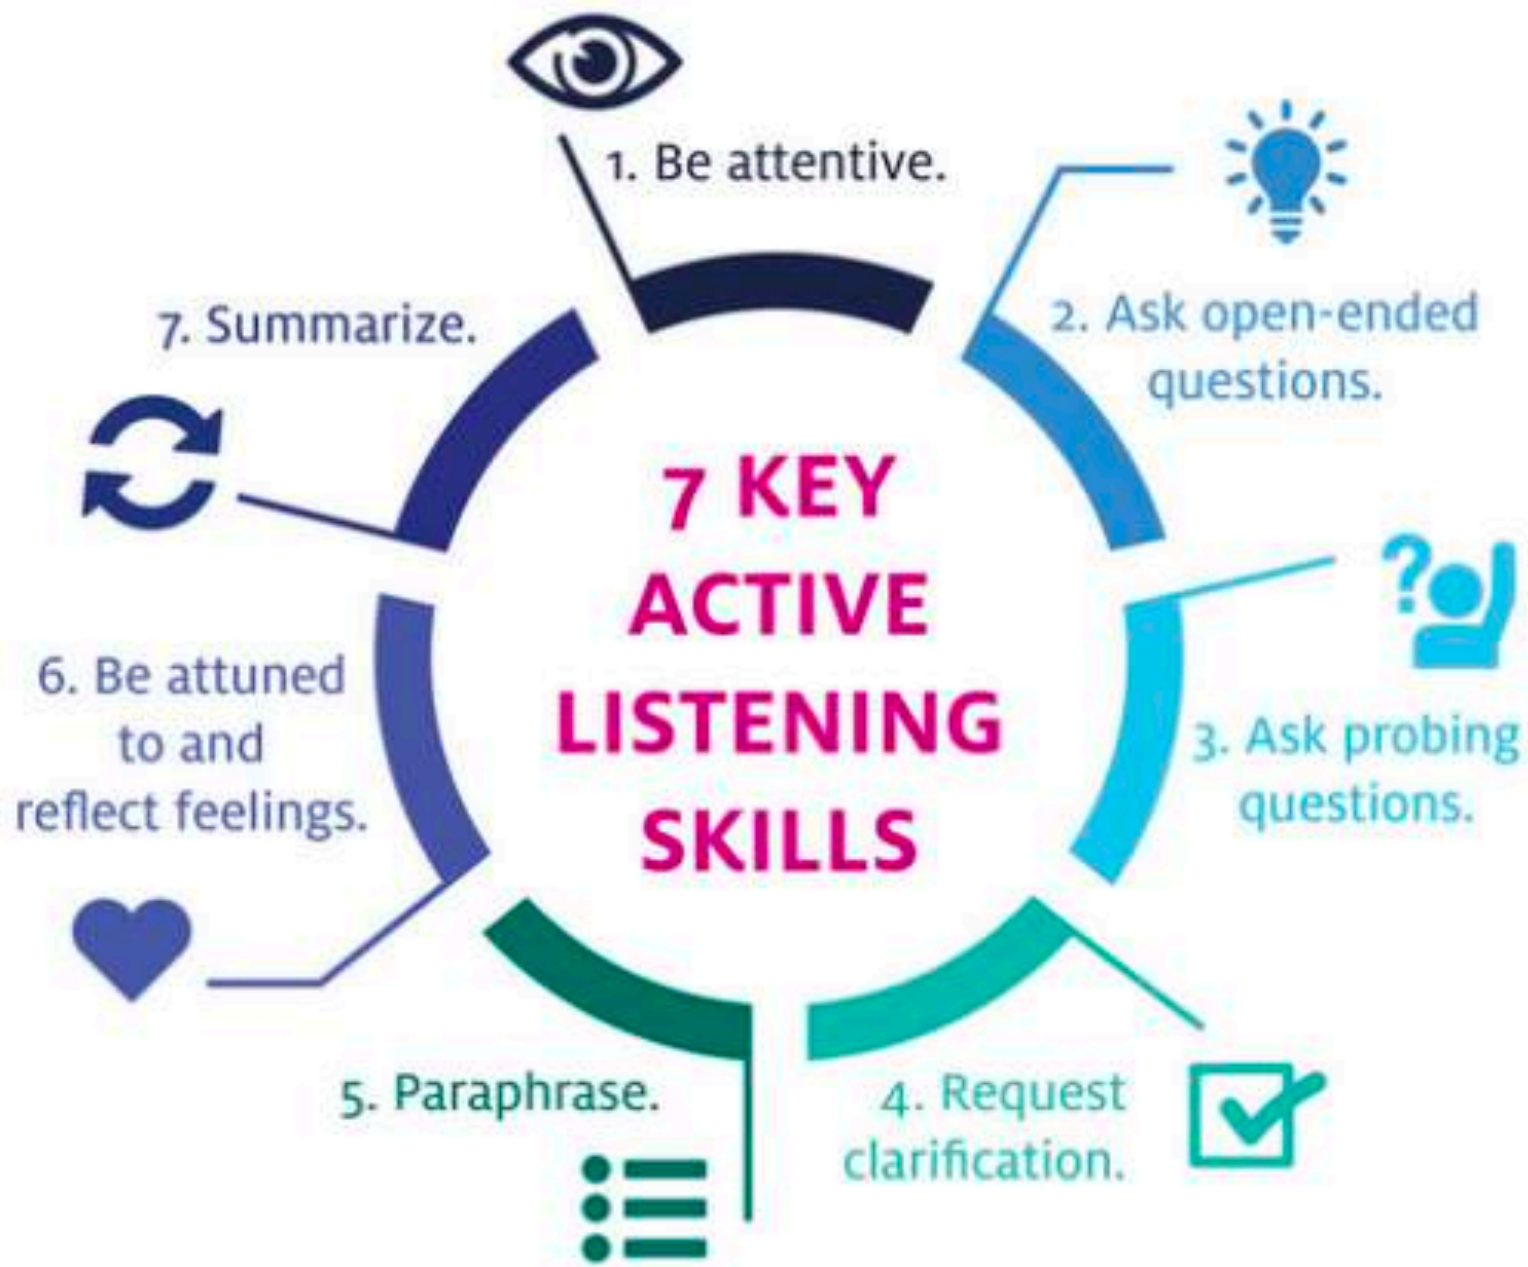 7 KEY
ACTIVE
LISTENING
SKILLS
1. Be attentive.
2. Ask open-ended
questions.
3. Ask probing
questions.
4. Request
clarification.
5. Paraphrase.
6. Be attuned
to and
reflect feelings.
7. Summarize.
?